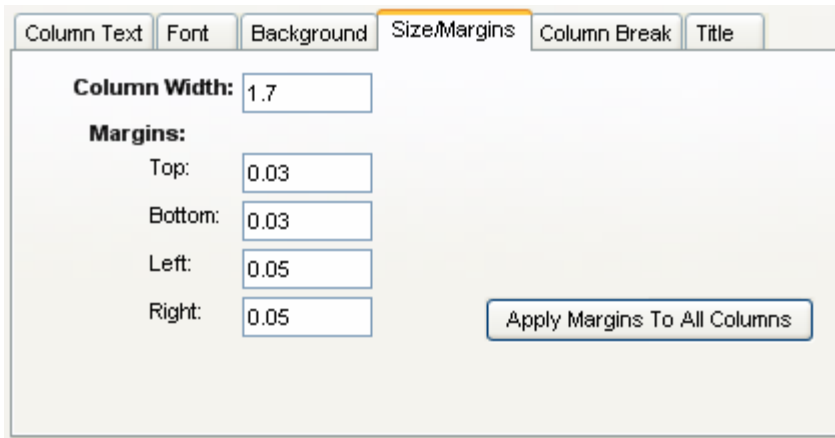 Column Text Font Background Size/Margins Column Break Title
Column Width: 1.7
Margins:
Top: 0.03
Bottom: 0.03
Left: 0.05
Right: 0.05 Apply Margins To All Columns